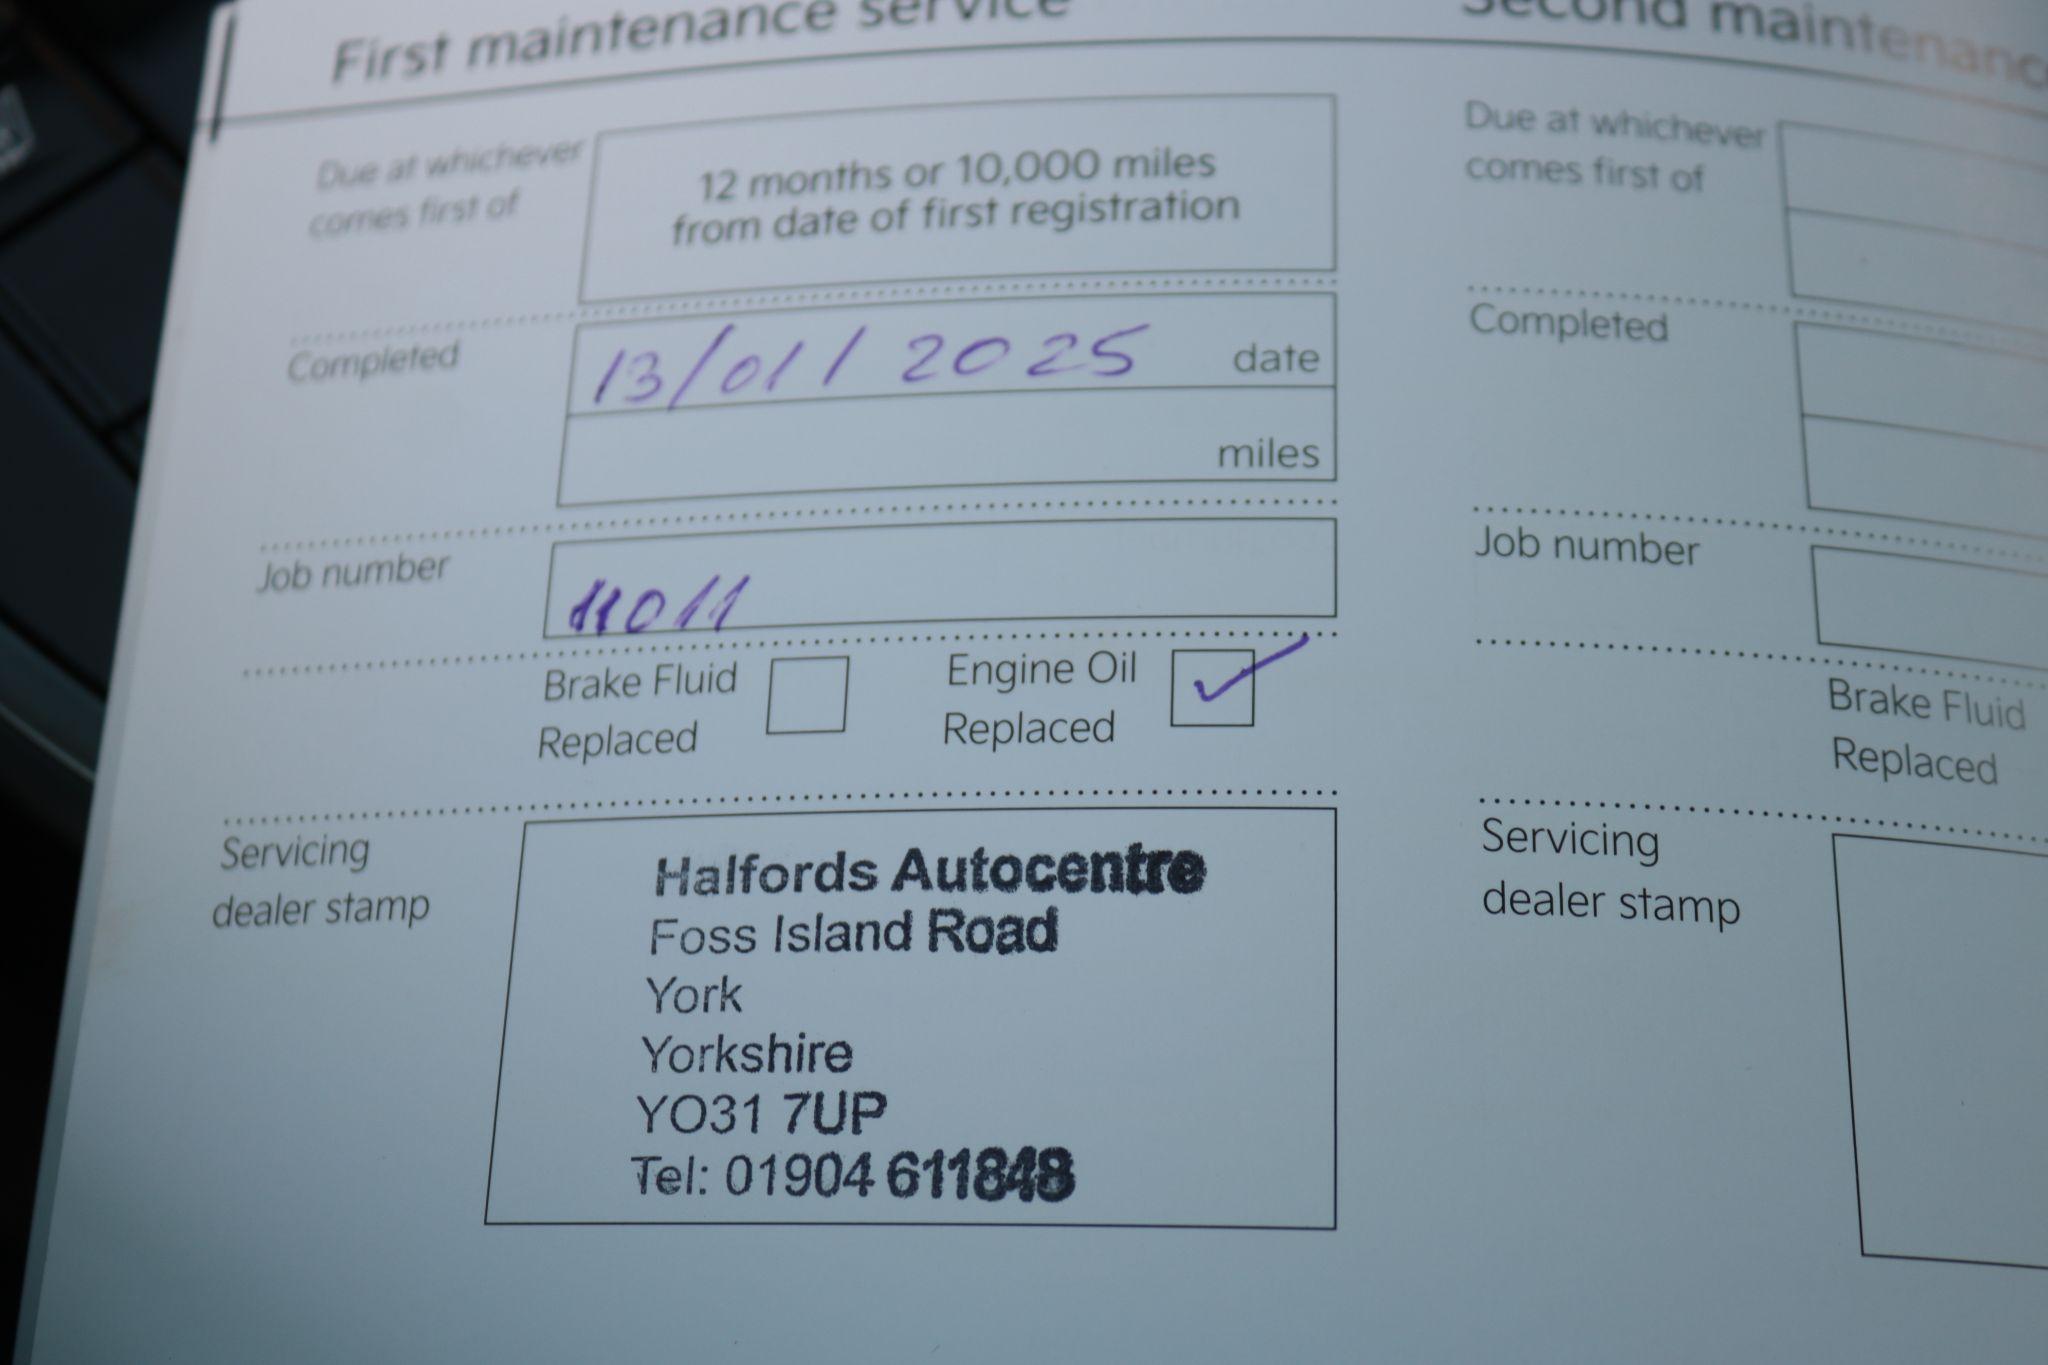 First maintenance service
Due at whichever
comes first of
12 months or 10,000 miles
from date of first registration
Completed
13/01/2025 date
miles
Job number
11011
Brake Fluid
Replaced
Engine Oil
Replaced
Servicing
dealer stamp
Halfords Autocentre
Foss Island Road
York
Yorkshire
YO31 7UP
Tel: 01904 611848
Second maintenance
Due at whichever
comes first of
Completed
Job number
Brake Fluid
Replaced
Servicing
dealer stamp